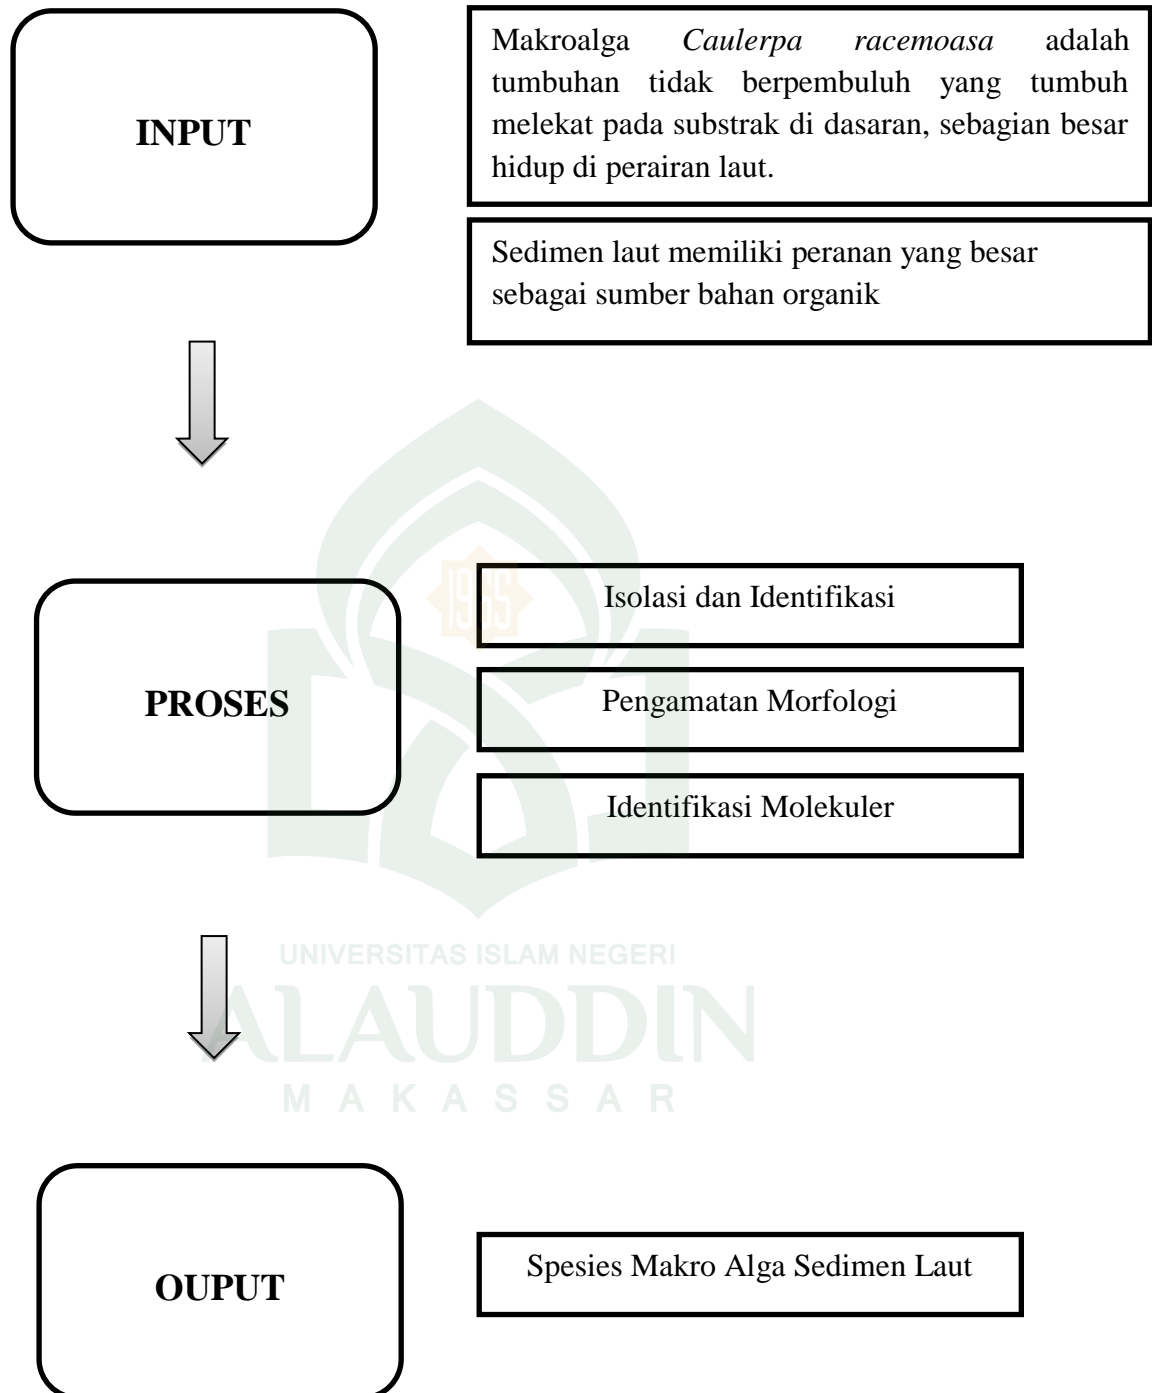 INPUT
Makroalga Caulerpa racemoasa adalah
tumbuhan tidak berpembuluh yang tumbuh
melekat pada substrak di dasaran, sebagian besar
hidup di perairan laut.
Sedimen laut memiliki peranan yang besar
sebagai sumber bahan organik
1965
PROSES
Isolasi dan Identifikasi
Pengamatan Morfologi
Identifikasi Molekuler
UNIVERSITAS ISLAM NEGERI
ALAUDDIN
MAKASSAR
OUPUT
Spesies Makro Alga Sedimen Laut